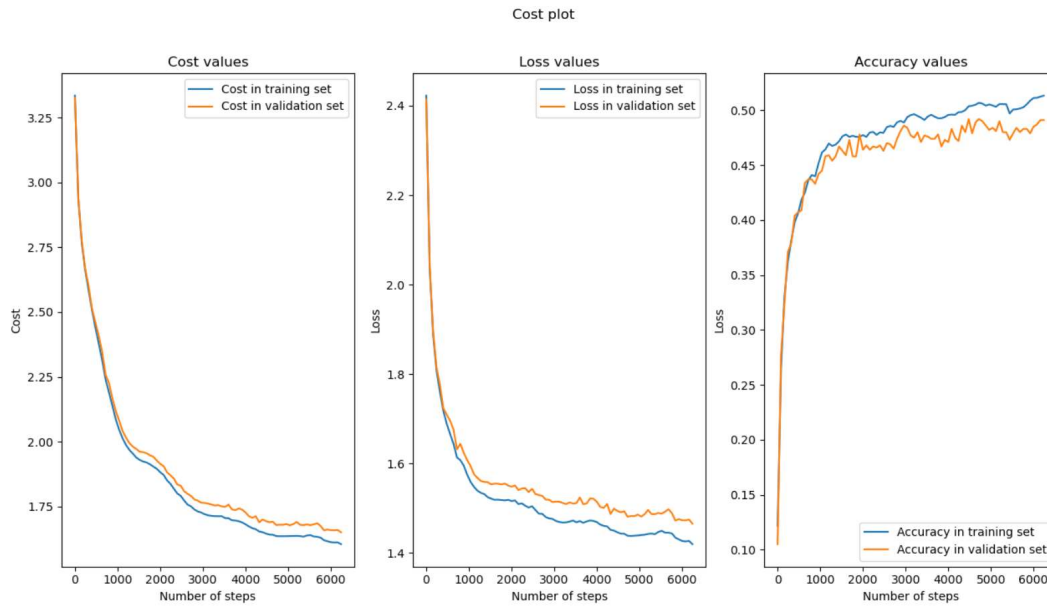 Cost plot
Cost values
Cost in training set
Cost in validation set
3.25
3.00
2.75
2.50
2.25
2.00
1.75
Cost
0 1000 2000 3000 4000 5000 6000
Number of steps
Loss values
Loss in training set
Loss in validation set
2.4
2.2
2.0
1.8
1.6
1.4
Loss
0 1000 2000 3000 4000 5000 6000
Number of steps
Accuracy values
0.50
0.45
0.40
0.35
0.30
0.25
0.20
0.15
0.10
Loss
Accuracy in training set
Accuracy in validation set
0 1000 2000 3000 4000 5000 6000
Number of steps